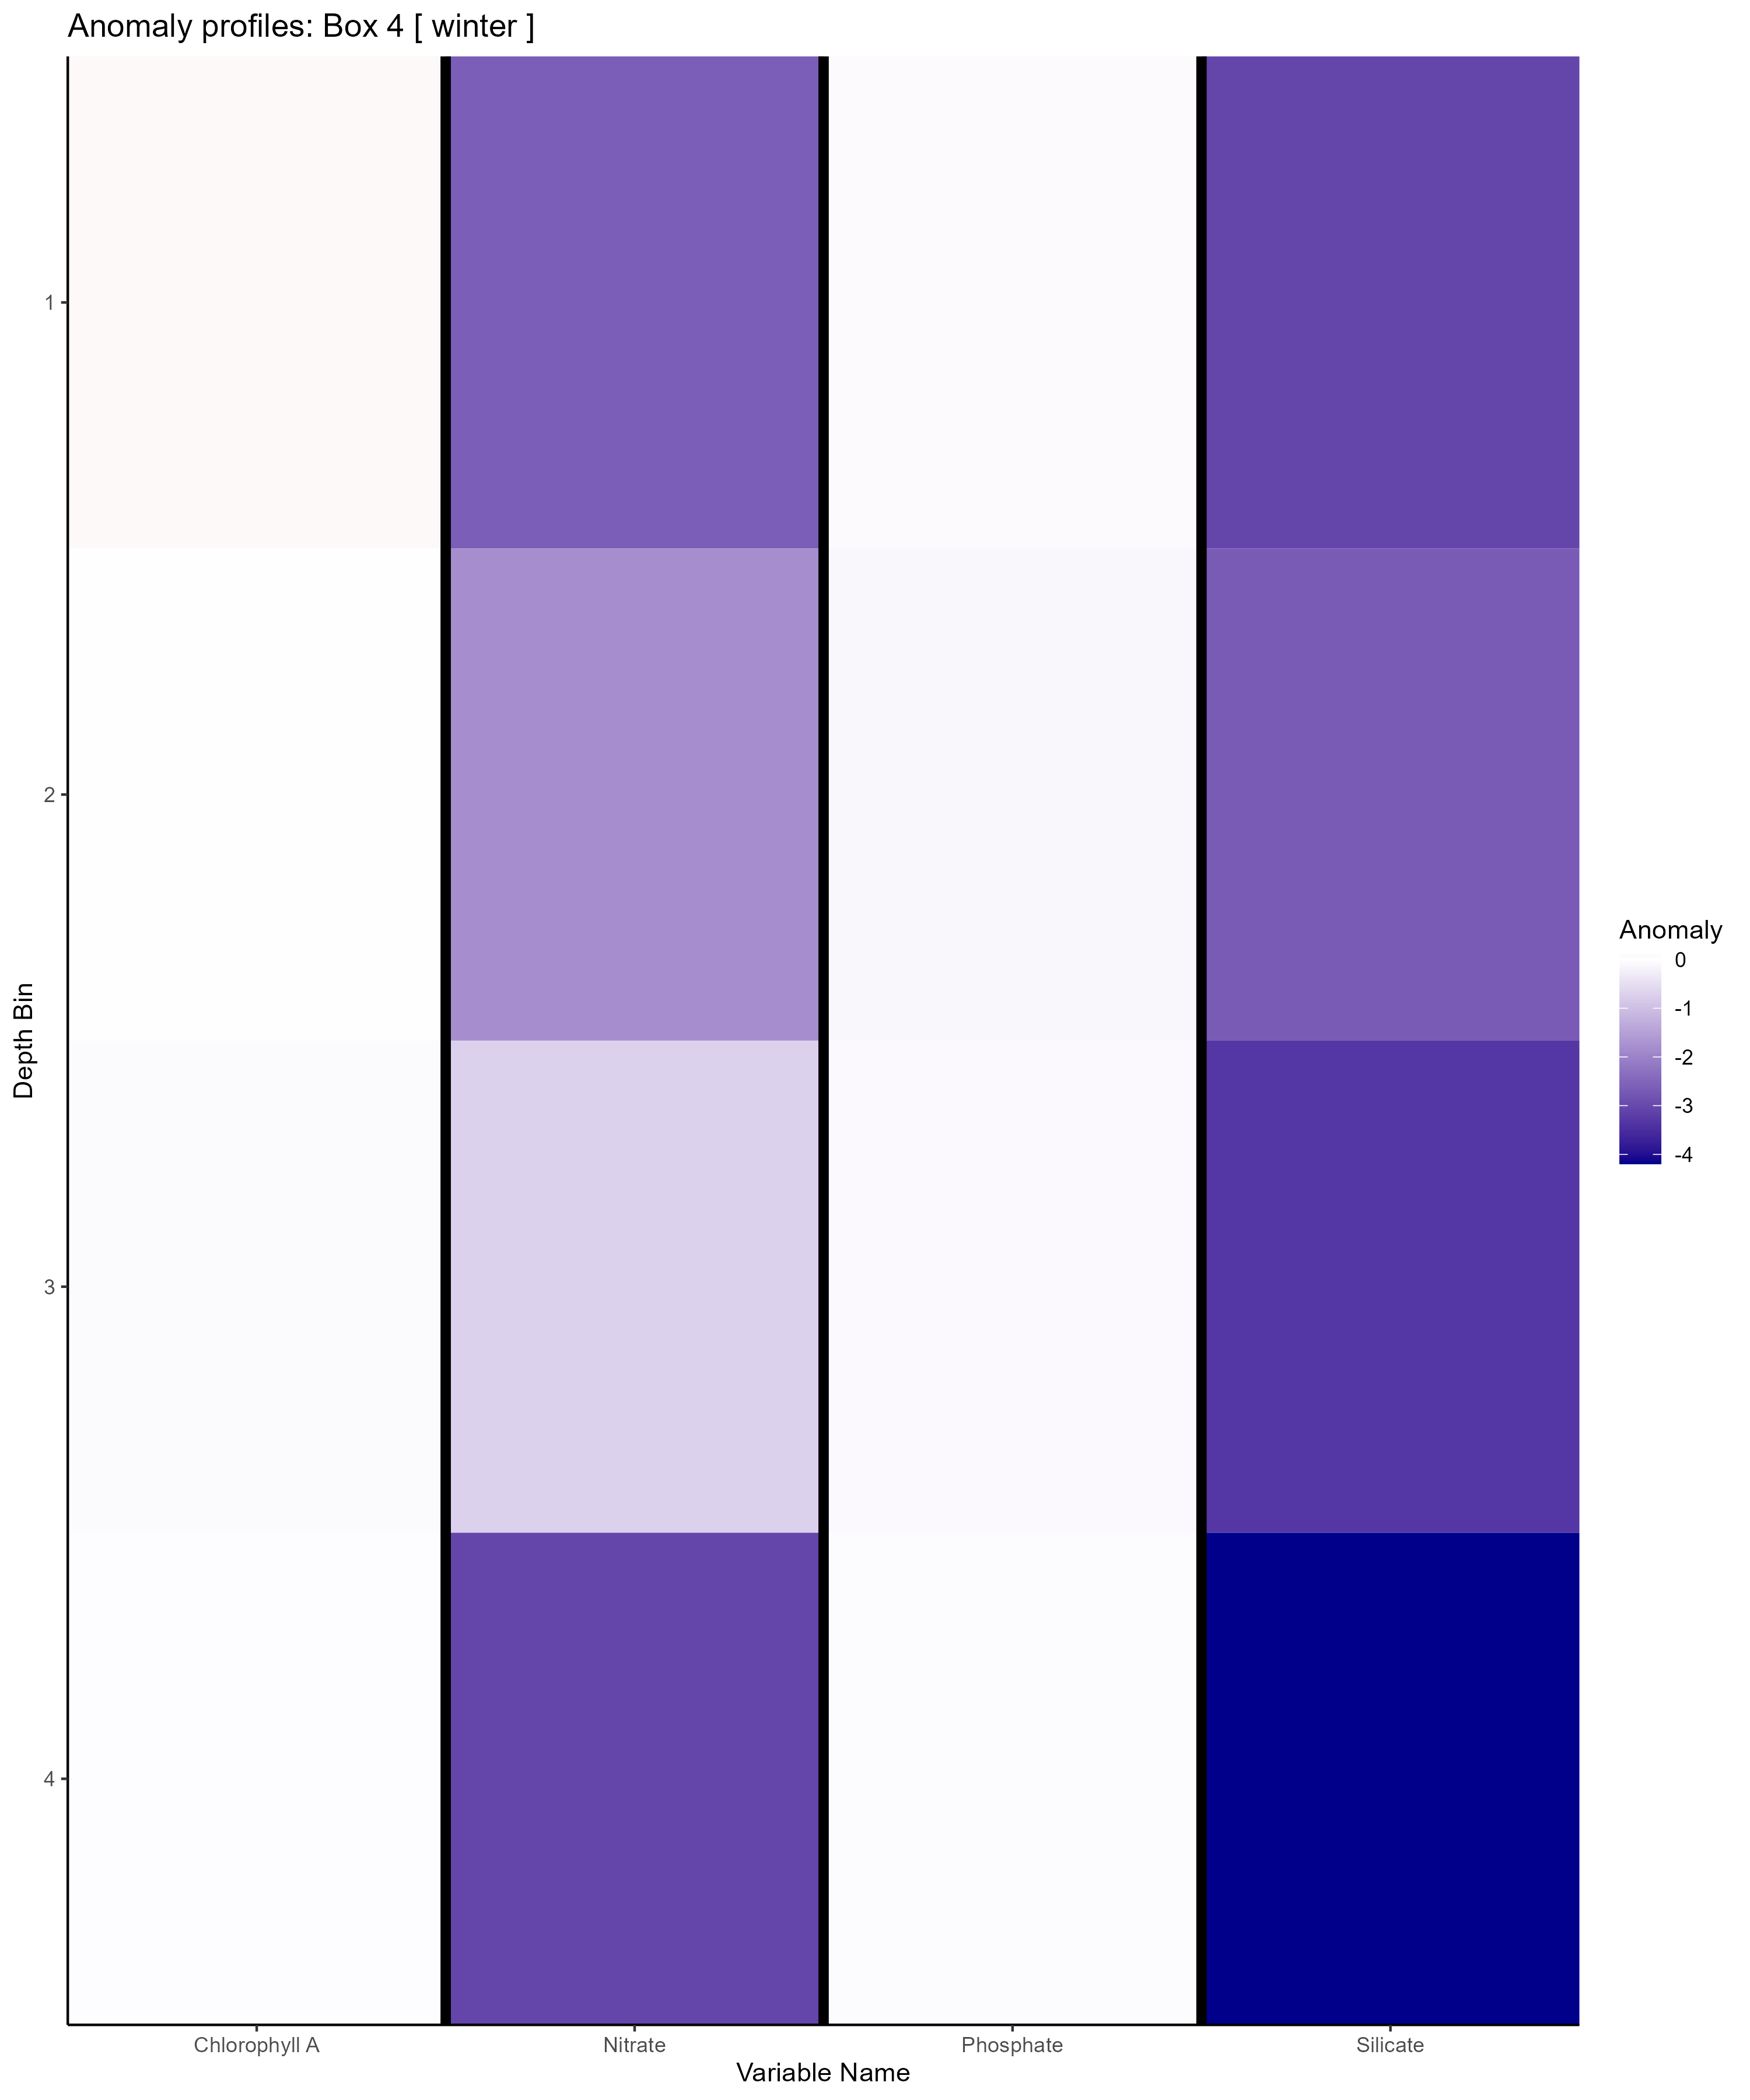 Anomaly profiles: Box 4 [ winter ]
1
2
3
4
Depth Bin
Chlorophyll A
Nitrate
Phosphate
Silicate
Variable Name
Anomaly
0
-1
-2
-3
-4